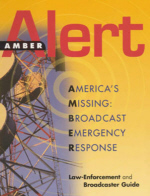 Alert
AMBER
AMERICA'S
MISSING:
BROADCAST
EMERGENCY
RESPONSE
Law-Enforcement and
Broadcaster Guide